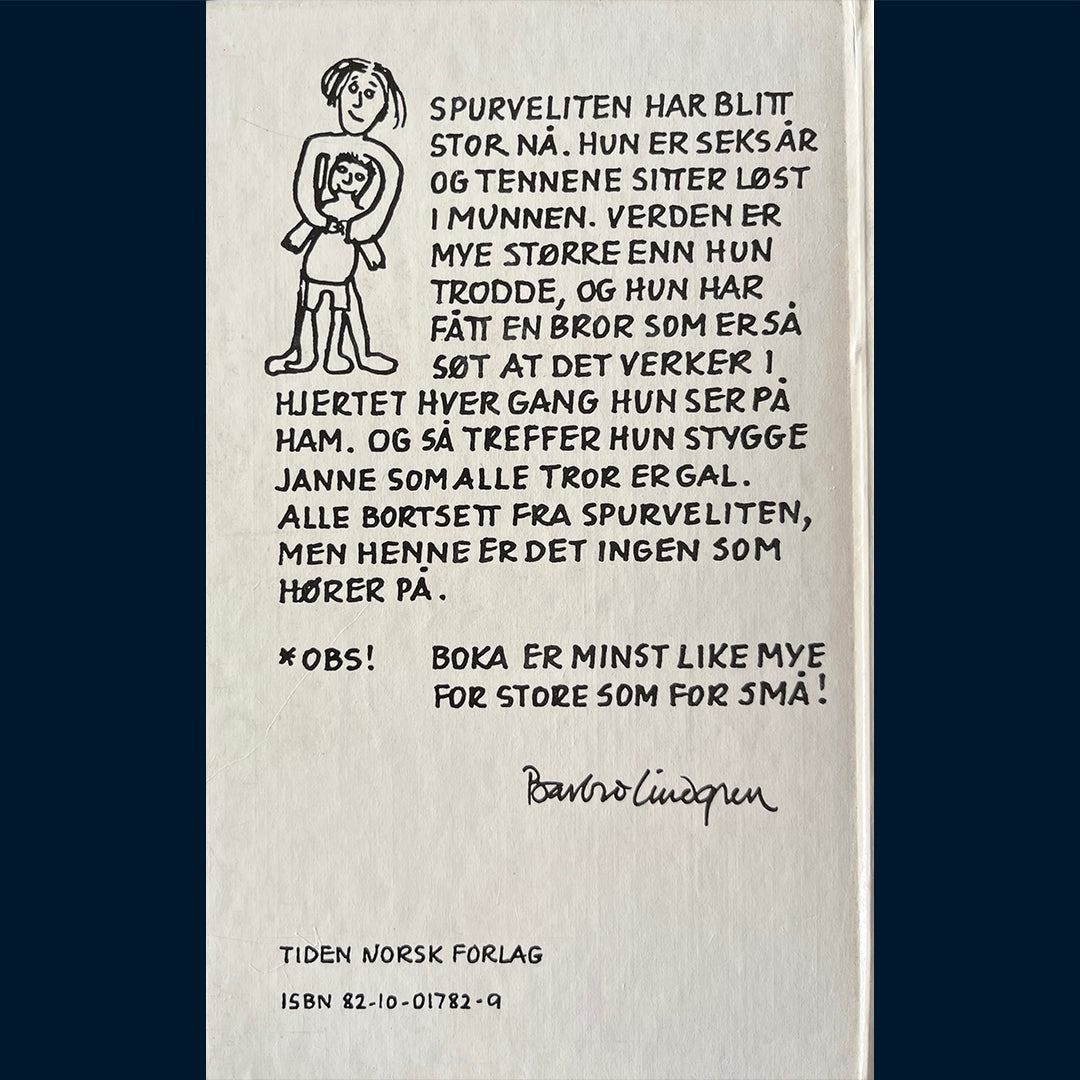 SPURVELITEN HAR BLITT
STOR NÅ. HUN ER SEKS ÅR
OG TENNENE SITTER LØST
I MUNNEN. VERDEN ER
MYE STØRRE ENN HUN
TRODDE, OG HUN HAR
FÅTT EN BROR SOM ER SÅ
SØT AT DET VERKER I
HJERTET HVER GANG HUN SER PÅ
HAM. OG SÅ TREFFER HUN STYGGE
JANNE SOM ALLE TROR ER GAL.
ALLE BORTSETT FRA SPURVELITEN,
MEN HENNE ER DET INGEN SOM
HØRER PÅ.
*OBS! BOKA ER MINST LIKE MYE
FOR STORE SOM FOR SMÅ!
Barbro Lindgren
TIDEN NORSK FORLAG
ISBN 82-10-01782-9